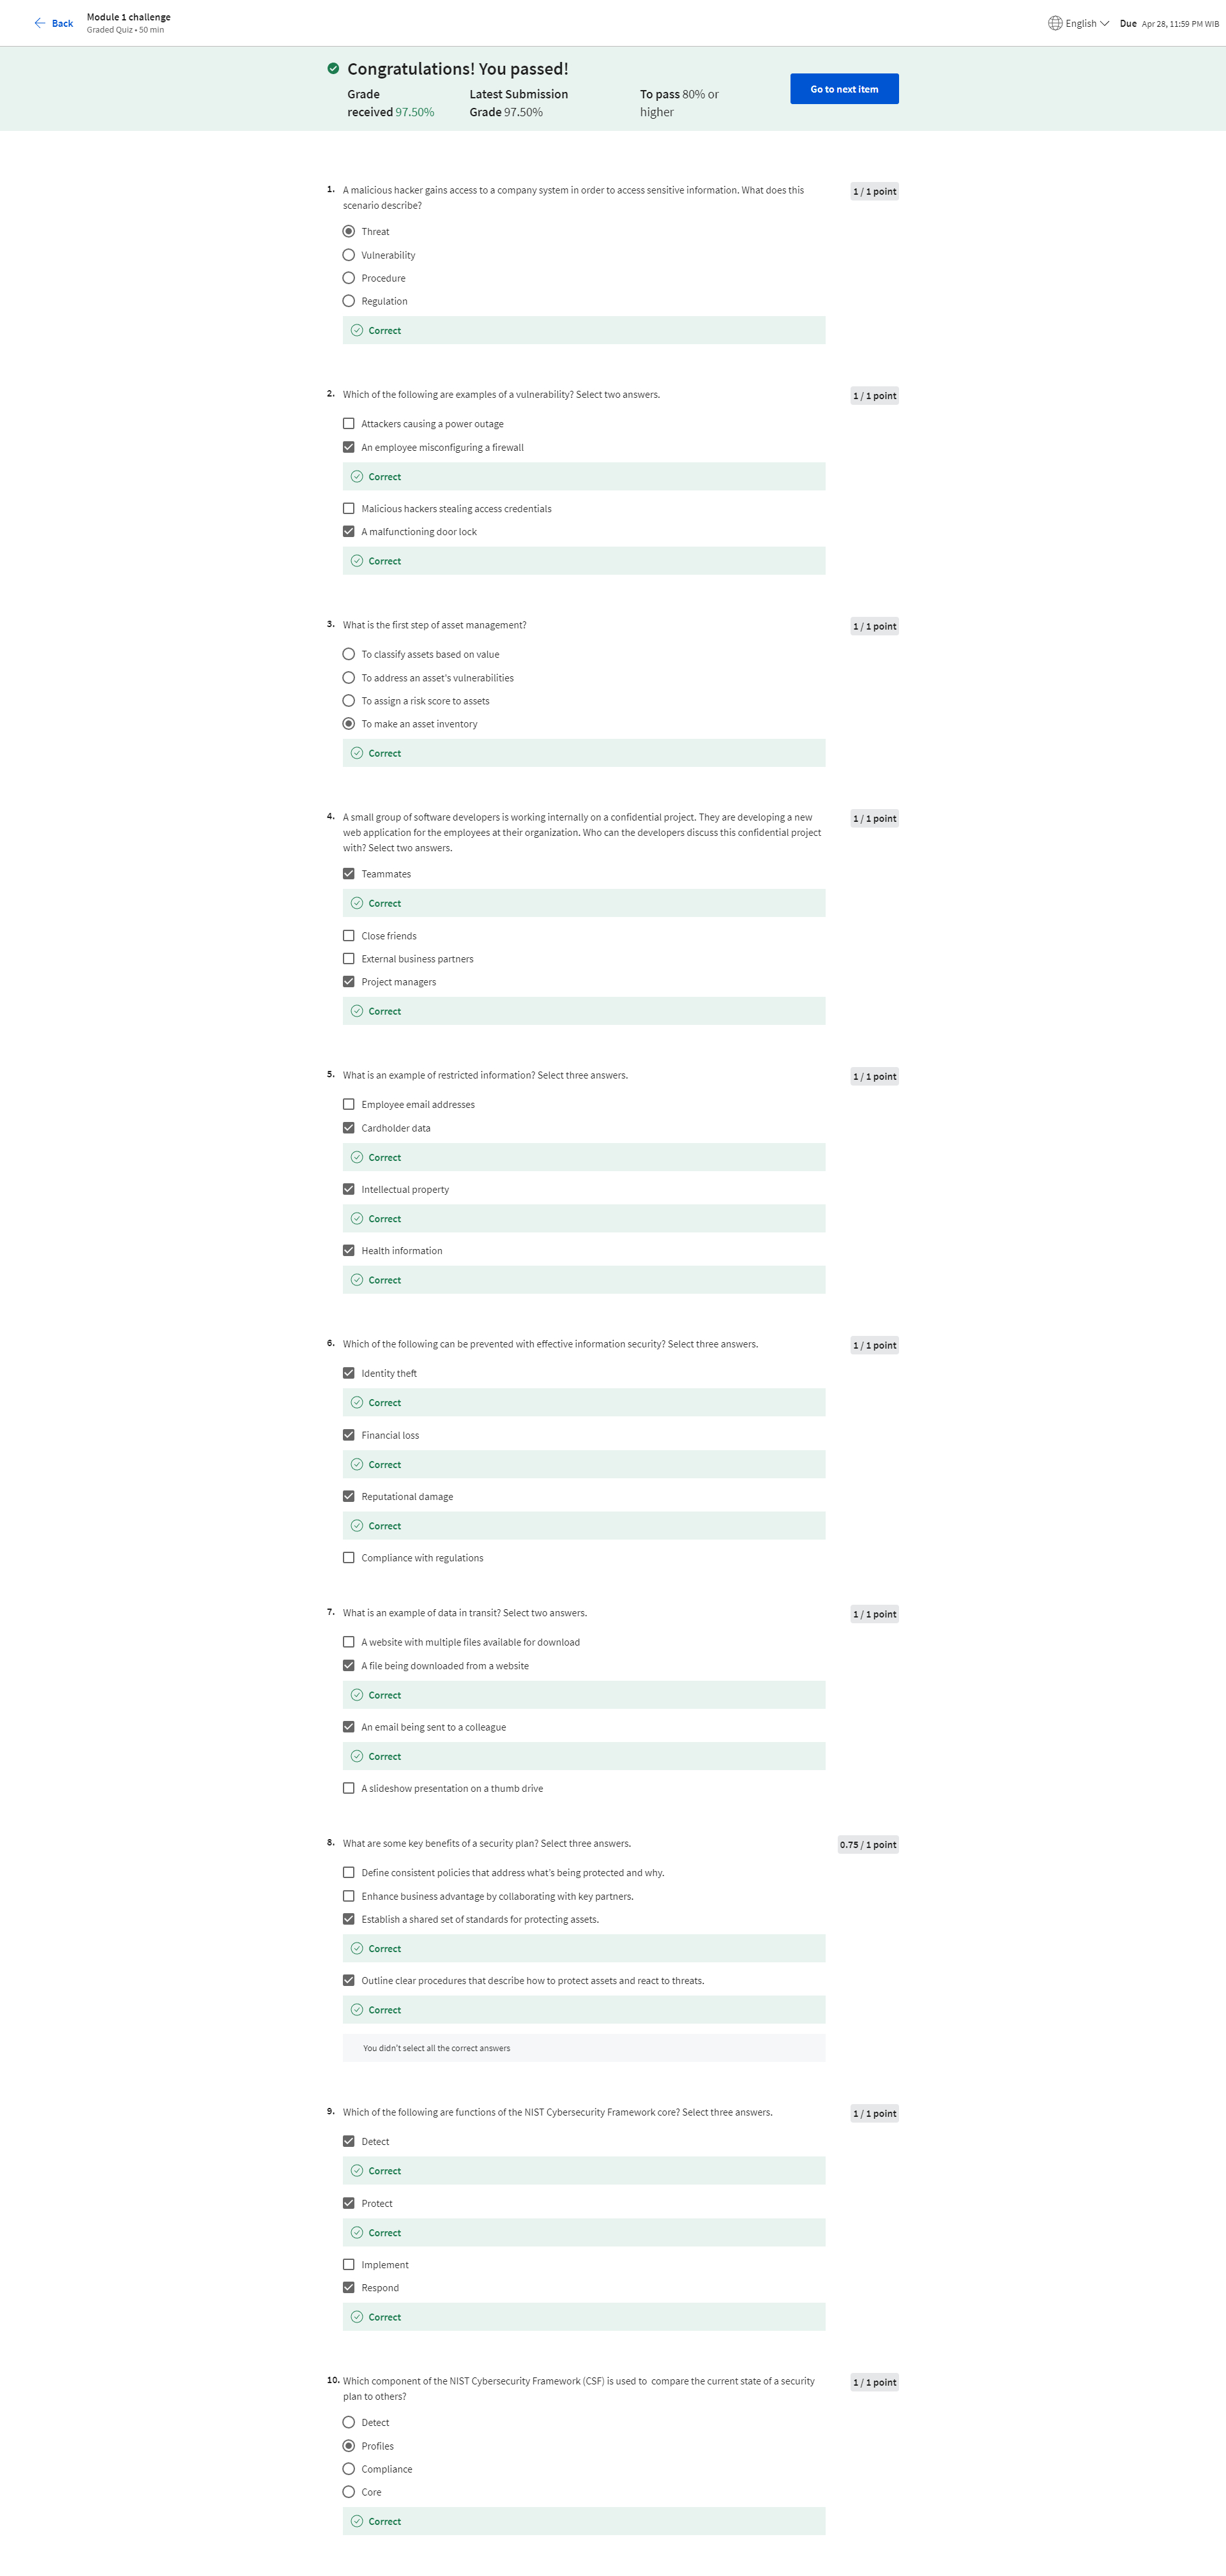 Back
Module 1 challenge
Graded Quiz • 50 min
English
Due Apr 28, 11:59 PM WIB
Congratulations! You passed!
Grade
received 97.50%
Latest Submission
Grade 97.50%
To pass 80% or
higher
Go to next item
1. A malicious hacker gains access to a company system in order to access sensitive information. What does this
scenario describe?
1 / 1 point
Threat
Vulnerability
Procedure
Regulation
Correct
2. Which of the following are examples of a vulnerability? Select two answers.
1 / 1 point
Attackers causing a power outage
An employee misconfiguring a firewall
Correct
Malicious hackers stealing access credentials
A malfunctioning door lock
Correct
3. What is the first step of asset management?
1 / 1 point
To classify assets based on value
To address an asset's vulnerabilities
To assign a risk score to assets
To make an asset inventory
Correct
4. A small group of software developers is working internally on a confidential project. They are developing a new
web application for the employees at their organization. Who can the developers discuss this confidential project
with? Select two answers.
1 / 1 point
Teammates
Correct
Close friends
External business partners
Project managers
Correct
5. What is an example of restricted information? Select three answers.
1 / 1 point
Employee email addresses
Cardholder data
Correct
Intellectual property
Correct
Health information
Correct
6. Which of the following can be prevented with effective information security? Select three answers.
1 / 1 point
Identity theft
Correct
Financial loss
Correct
Reputational damage
Correct
Compliance with regulations
7. What is an example of data in transit? Select two answers.
1 / 1 point
A website with multiple files available for download
A file being downloaded from a website
Correct
An email being sent to a colleague
Correct
A slideshow presentation on a thumb drive
8. What are some key benefits of a security plan? Select three answers.
0.75 / 1 point
Define consistent policies that address what's being protected and why.
Enhance business advantage by collaborating with key partners.
Establish a shared set of standards for protecting assets.
Correct
Outline clear procedures that describe how to protect assets and react to threats.
Correct
You didn't select all the correct answers
9. Which of the following are functions of the NIST Cybersecurity Framework core? Select three answers.
1 / 1 point
Detect
Correct
Protect
Correct
Implement
Respond
Correct
10. Which component of the NIST Cybersecurity Framework (CSF) is used to compare the current state of a security
plan to others?
1 / 1 point
Detect
Profiles
Compliance
Core
Correct